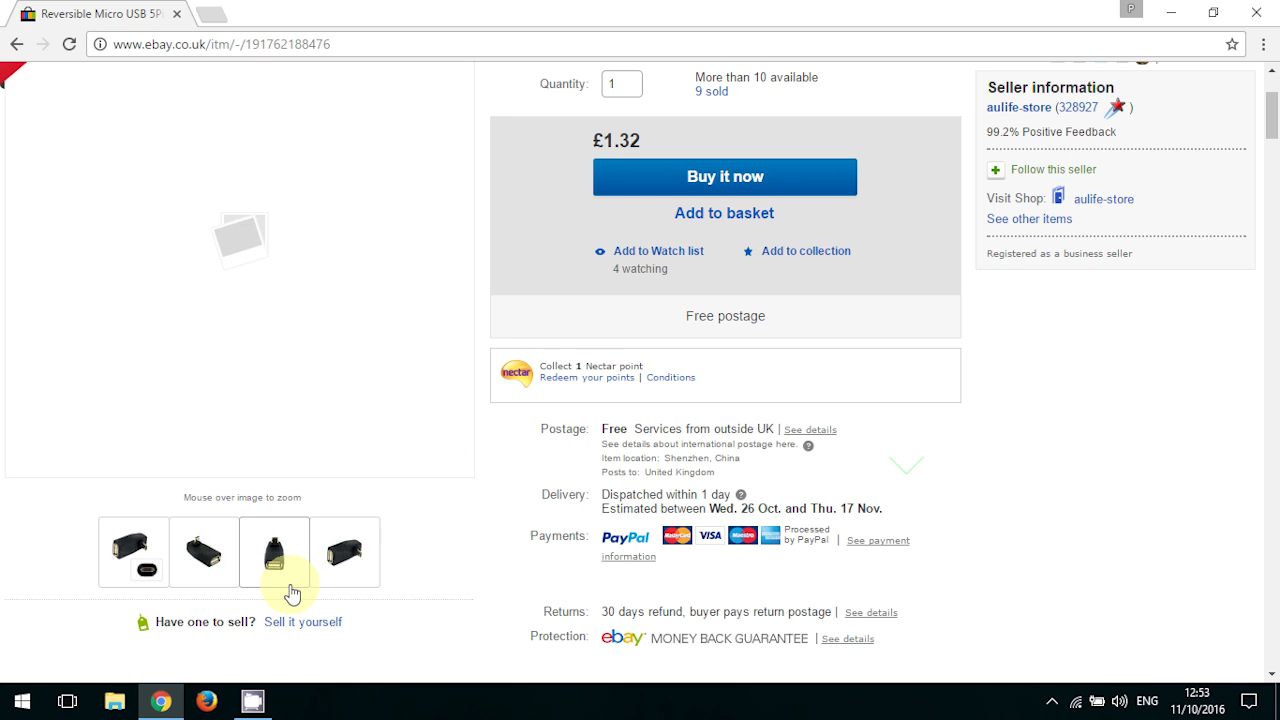 Reversible Micro USB 5P
P
www.ebay.co.uk/itm/-/191762188476
Quantity: 1 More than 10 available
9 sold
£1.32
Buy it now
Add to basket
Add to Watch list Add to collection
4 watching
Free postage
nectar
Collect 1 Nectar point
Redeem your points | Conditions
Postage: Free Services from outside UK | See details
See details about international postage here. ?
Item location: Shenzhen, China
Posts to: United Kingdom
Delivery: Dispatched within 1 day ?
Estimated between Wed. 26 Oct. and Thu. 17 Nov.
Payments: PayPal MasterCard VISA Maestro Processed by PayPal | See payment
information
Returns: 30 days refund, buyer pays return postage | See details
Protection: ebay MONEY BACK GUARANTEE | See details
Seller information
aulife-store (328927 )
99.2% Positive Feedback
Follow this seller
Visit Shop: aulife-store
See other items
Registered as a business seller
Mouse over image to zoom
Have one to sell? Sell it yourself
ENG
12:53
11/10/2016